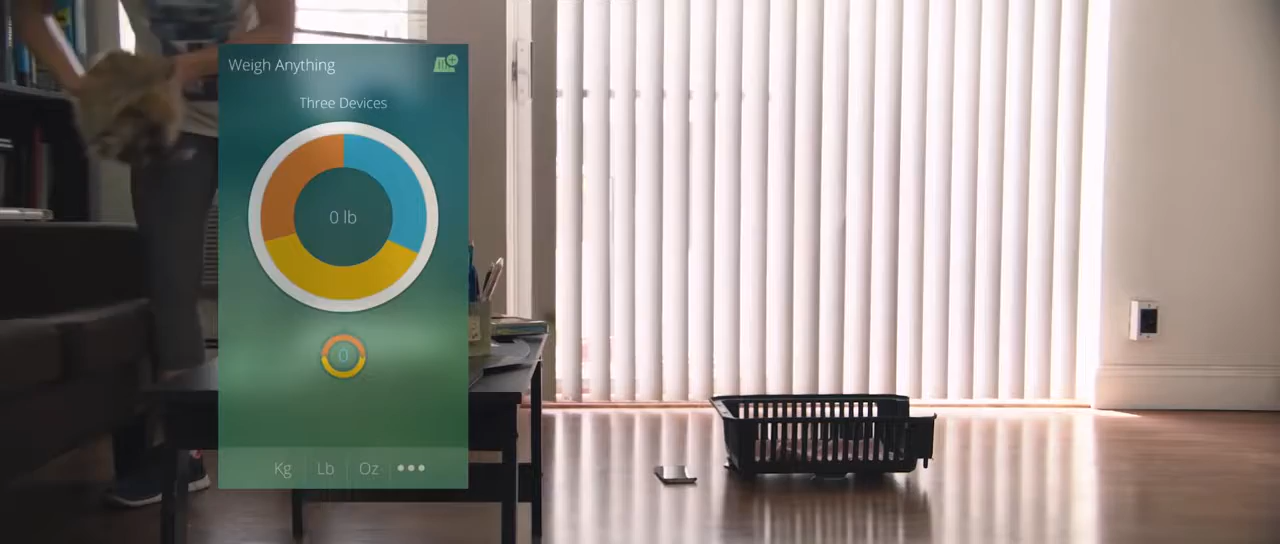 Weigh Anything
Three Devices
0 lb
0
Kg Lb Oz •••